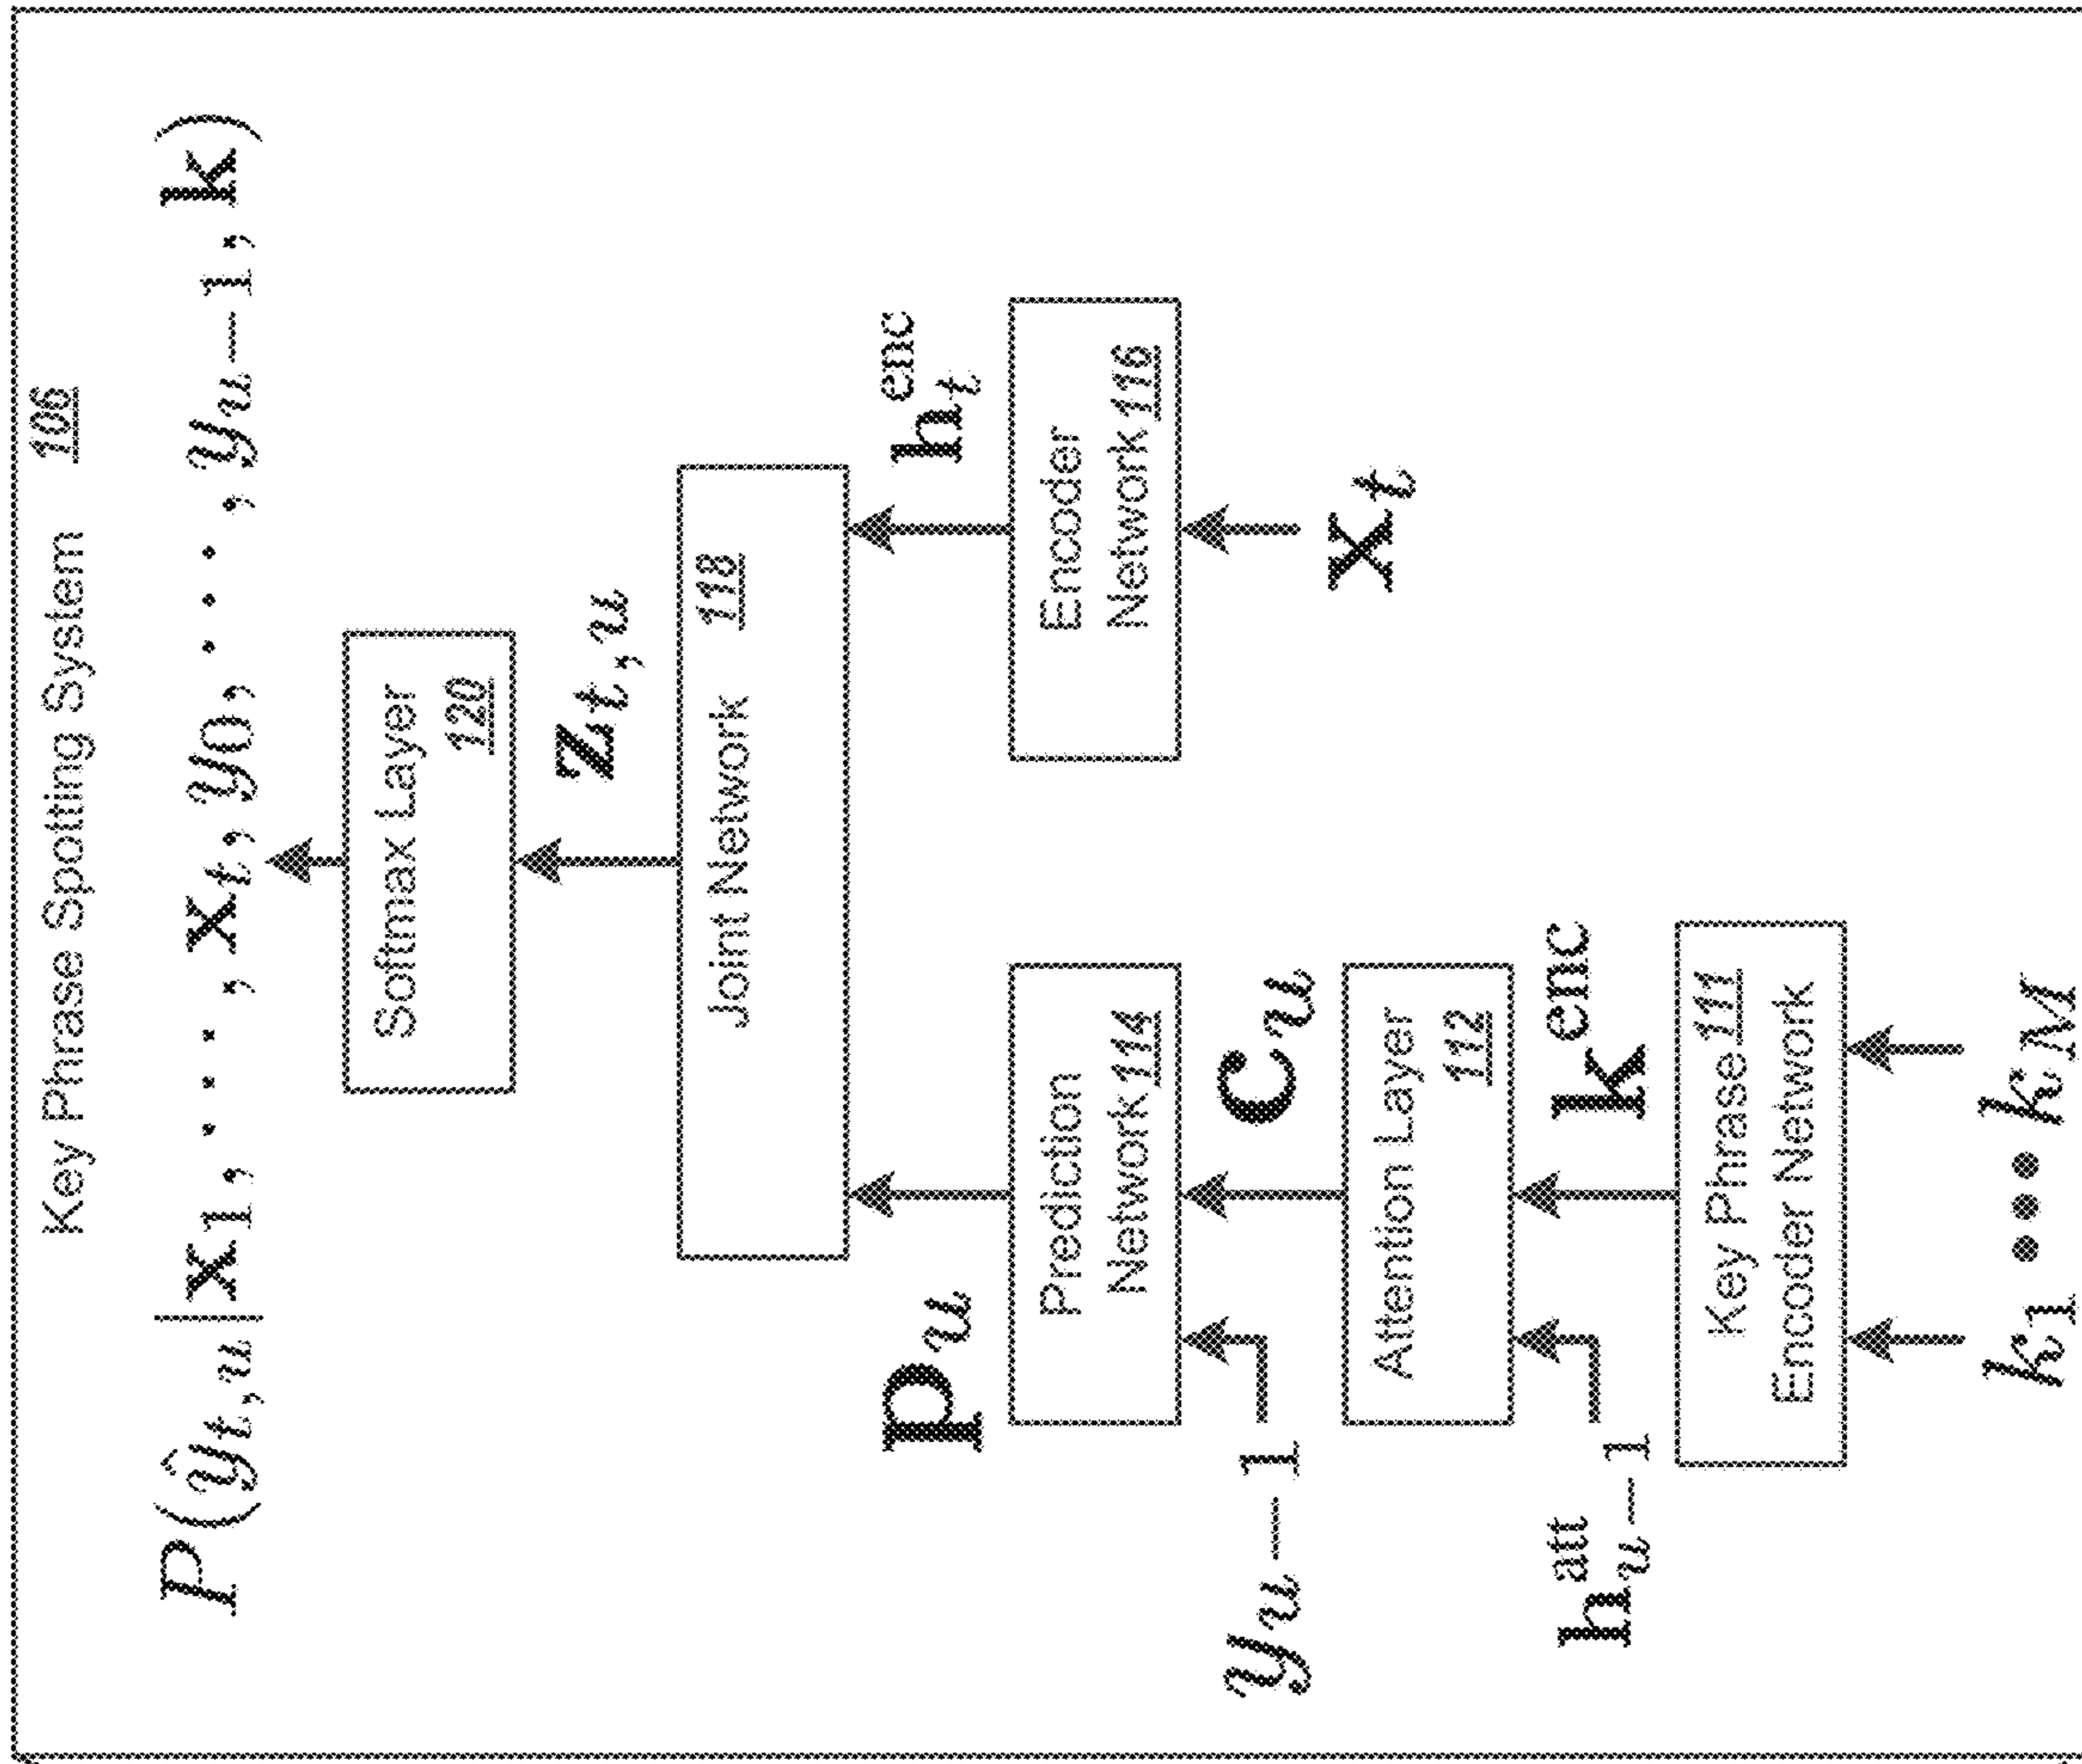 Key Phrase Spotting System 106
P(ŷt,u|x1, · · · , xt, y0, · · · , yu−1, k)
Softmax Layer
120
zt,u
Joint Network 118
pu
htenc
Prediction
Network 114
Encoder
Network 116
yu−1
cu
xt
Attention Layer
112
hattu−1
kenc
Key Phrase 111
Encoder Network
k1 ••• kM